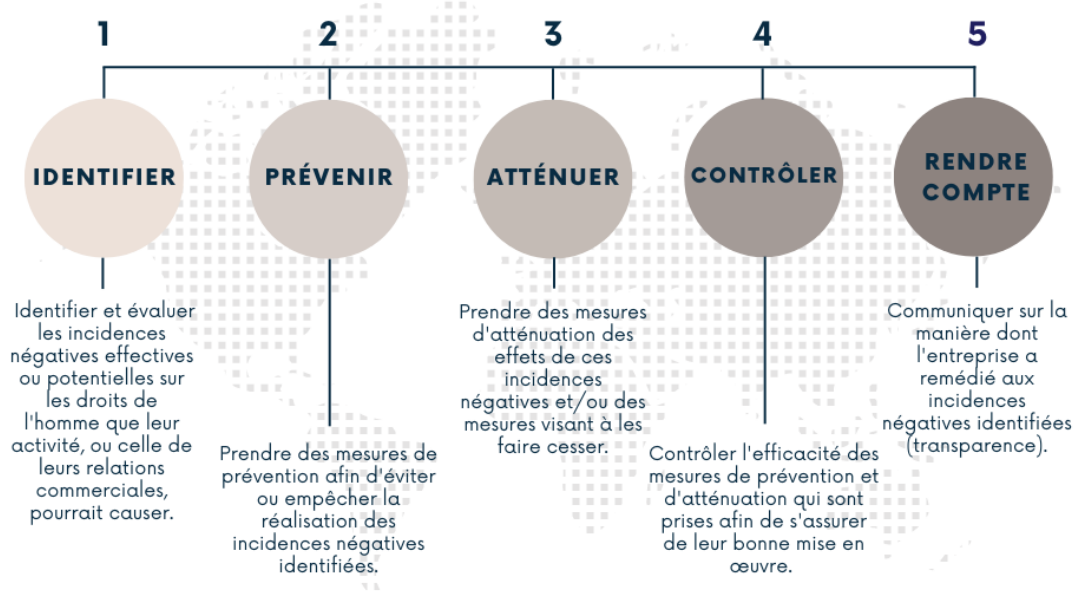 1
IDENTIFIER
Identifier et évaluer
les incidences
négatives effectives
ou potentielles sur
les droits de
l'homme que leur
activité, ou celle de
leurs relations
commerciales,
pourrait causer.
2
PRÉVENIR
Prendre des mesures de
prévention afin d'éviter
ou empêcher la
réalisation des
incidences négatives
identifiées.
3
ATTÉNUER
Prendre des mesures
d'atténuation des
effets de ces
incidences
négatives et/ou des
mesures visant à les
faire cesser.
4
CONTRÔLER
Contrôler l'efficacité des
mesures de prévention et
d'atténuation qui sont
prises afin de s'assurer
de leur bonne mise en
œuvre.
5
RENDRE
COMPTE
Communiquer sur la
manière dont
l'entreprise a
remédié aux
incidences
négatives identifiées
(transparence).